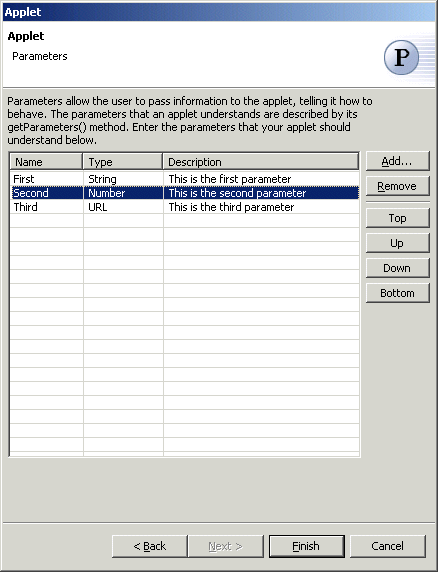 Applet
Applet
Parameters
P
Parameters allow the user to pass information to the applet, telling it how to
behave. The parameters that an applet understands are described by its
getParameters() method. Enter the parameters that your applet should
understand below.
Name Type Description
First String This is the first parameter
Second Number This is the second parameter
Third URL This is the third parameter
Add...
Remove
Top
Up
Down
Bottom
< Back Next > Finish Cancel